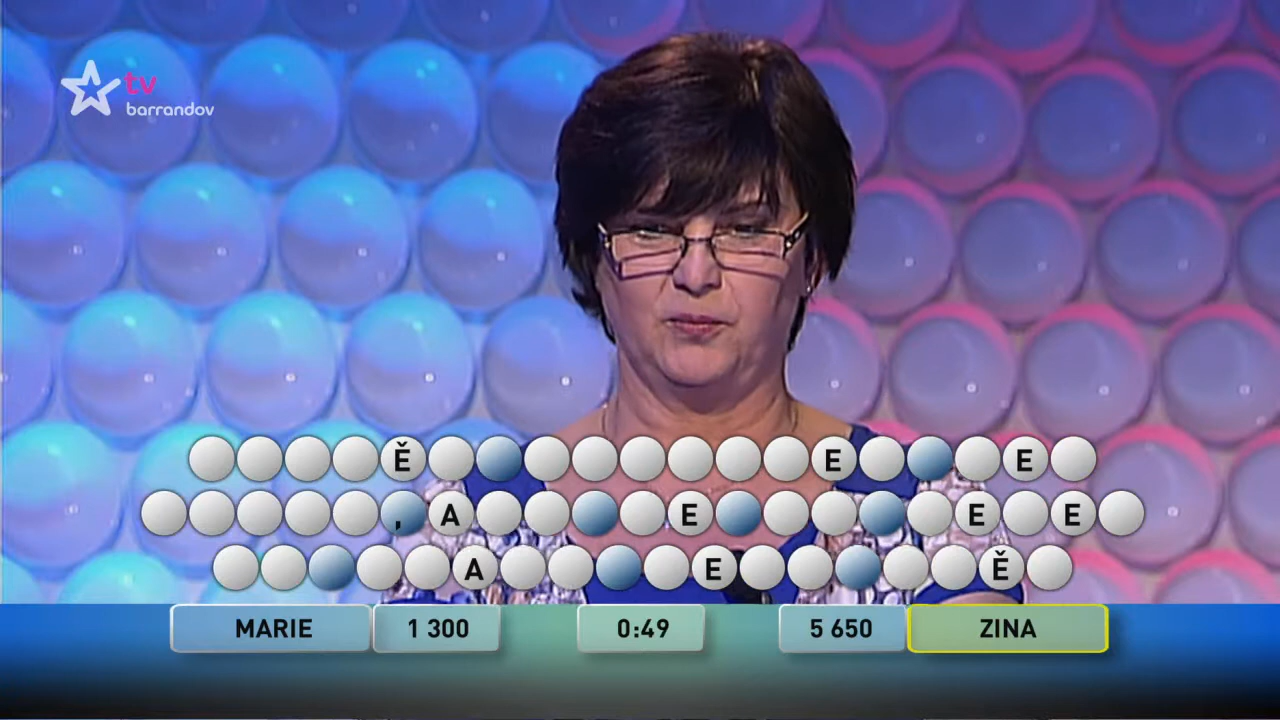 tv
barrandov
Ě E E
, A E E E
A E Ě
MARIE 1 300 0:49 5 650 ZINA